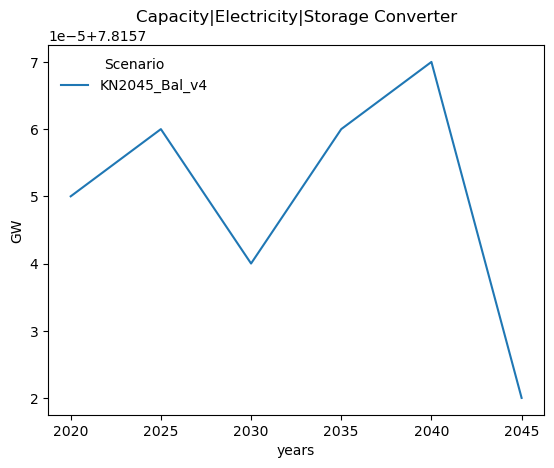 Capacity|Electricity|Storage Converter
1e−5+7.8157
Scenario
KN2045_Bal_v4
7
6
5
4
3
2
GW
2020 2025 2030 2035 2040 2045
years